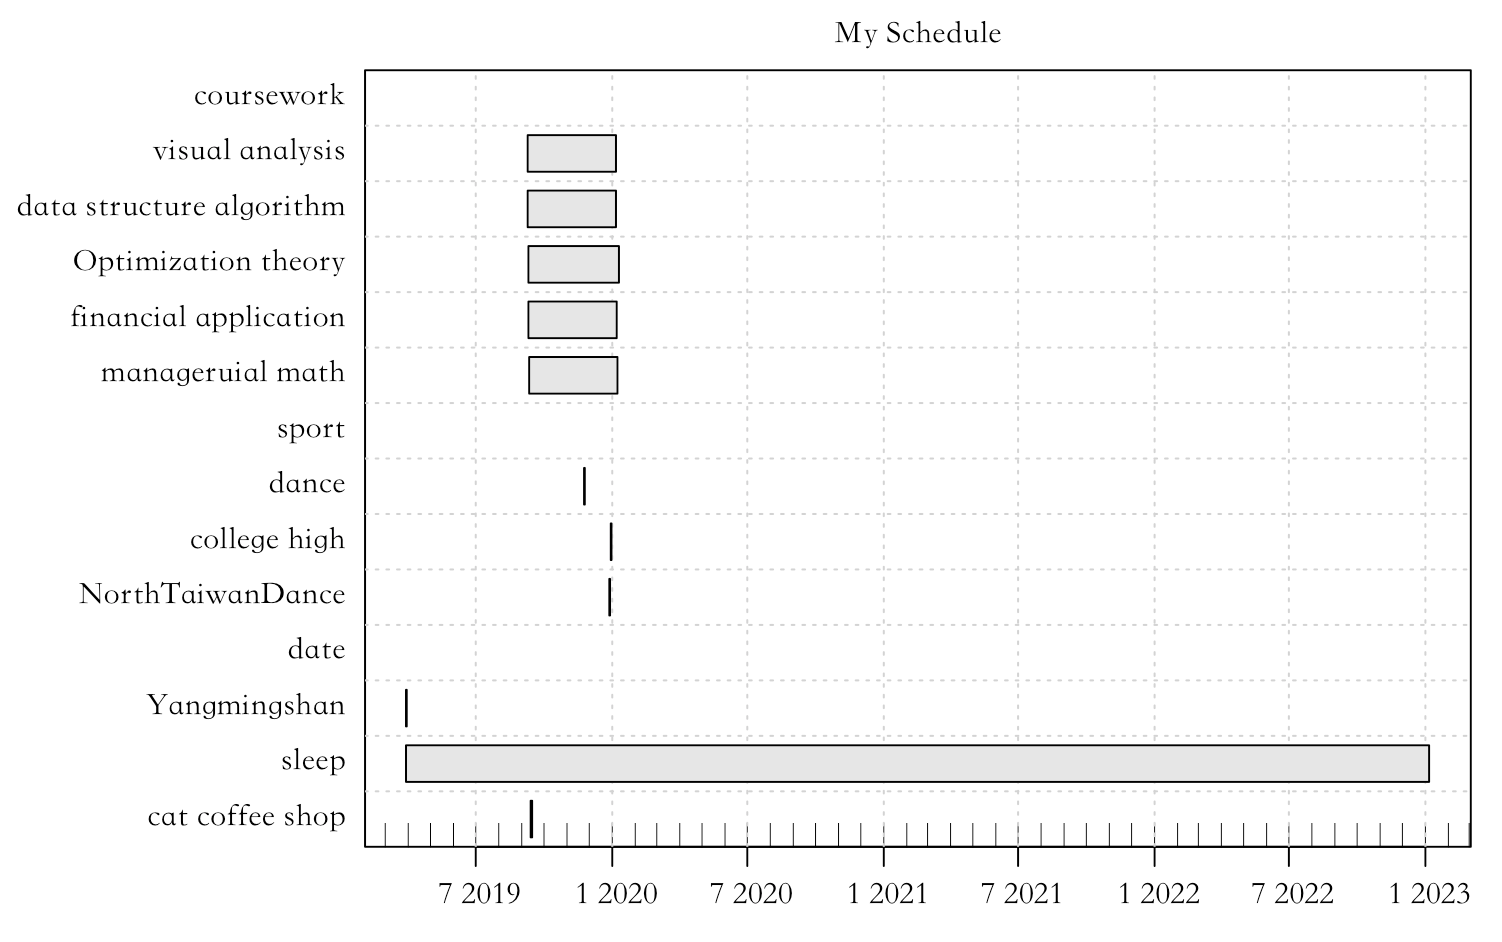 My Schedule
coursework
visual analysis
data structure algorithm
Optimization theory
financial application
manageruial math
sport
dance
college high
NorthTaiwanDance
date
Yangmingshan
sleep
cat coffee shop
7 2019 1 2020 7 2020 1 2021 7 2021 1 2022 7 2022 1 2023